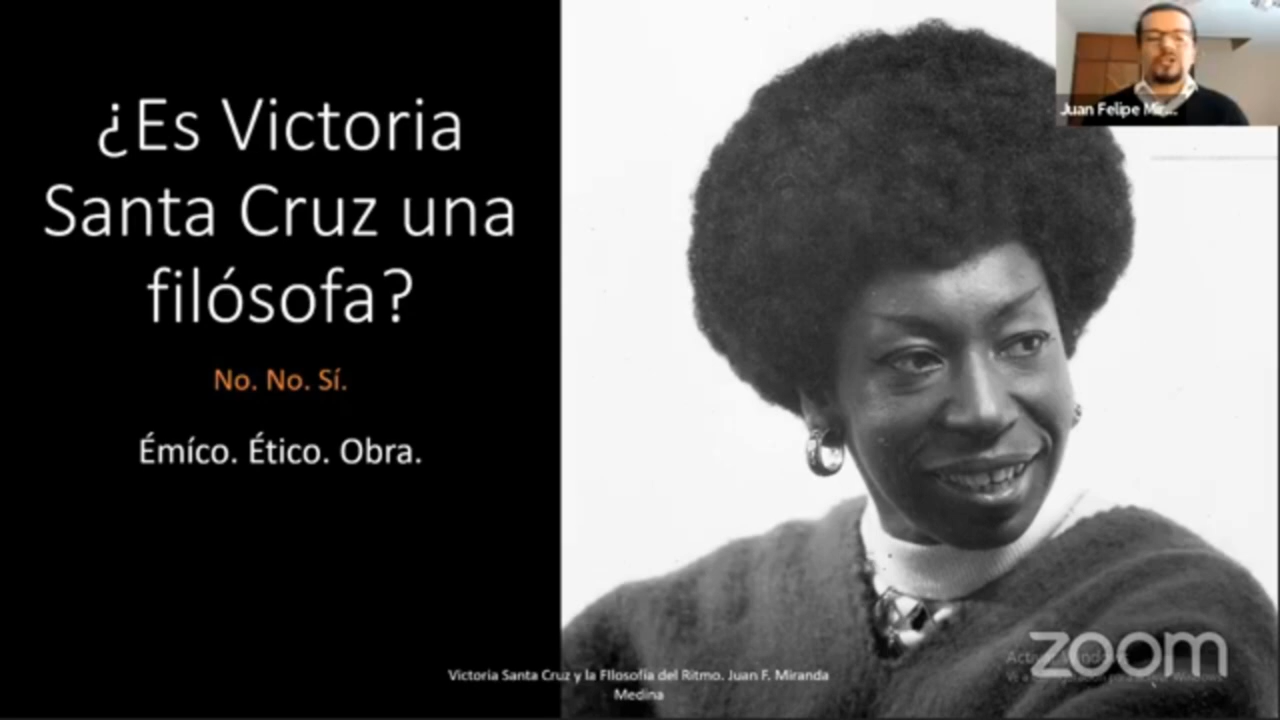 ¿Es Victoria
Santa Cruz una
filósofa?
No. No. Sí.
Émíco. Ético. Obra.
Juan Felipe Mir...
Victoria Santa Cruz y la FIlosofía del Ritmo. Juan F. Miranda
Medina
zoom